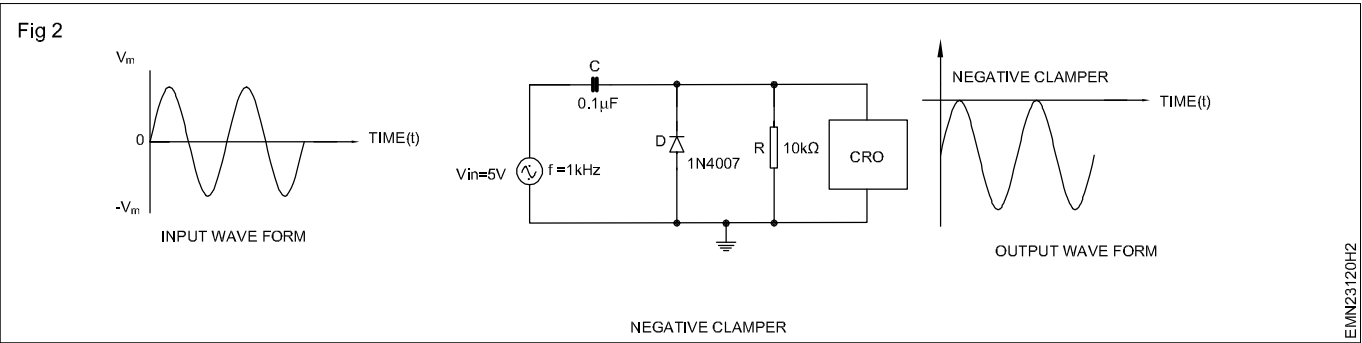 Fig 2
Vm
0
-Vm
TIME(t)
INPUT WAVE FORM
C
0.1µF
Vin=5V
f =1kHz
D
1N4007
R
10kΩ
CRO
NEGATIVE CLAMPER
TIME(t)
OUTPUT WAVE FORM
NEGATIVE CLAMPER
EMN23120H2